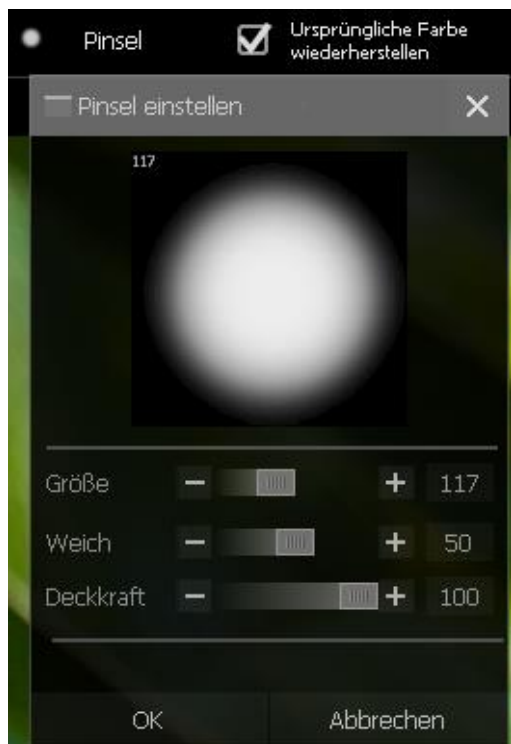 Pinsel
Ursprüngliche Farbe
wiederherstellen
Pinsel einstellen
117
Größe 117
Weich 50
Deckkraft 100
OK Abbrechen